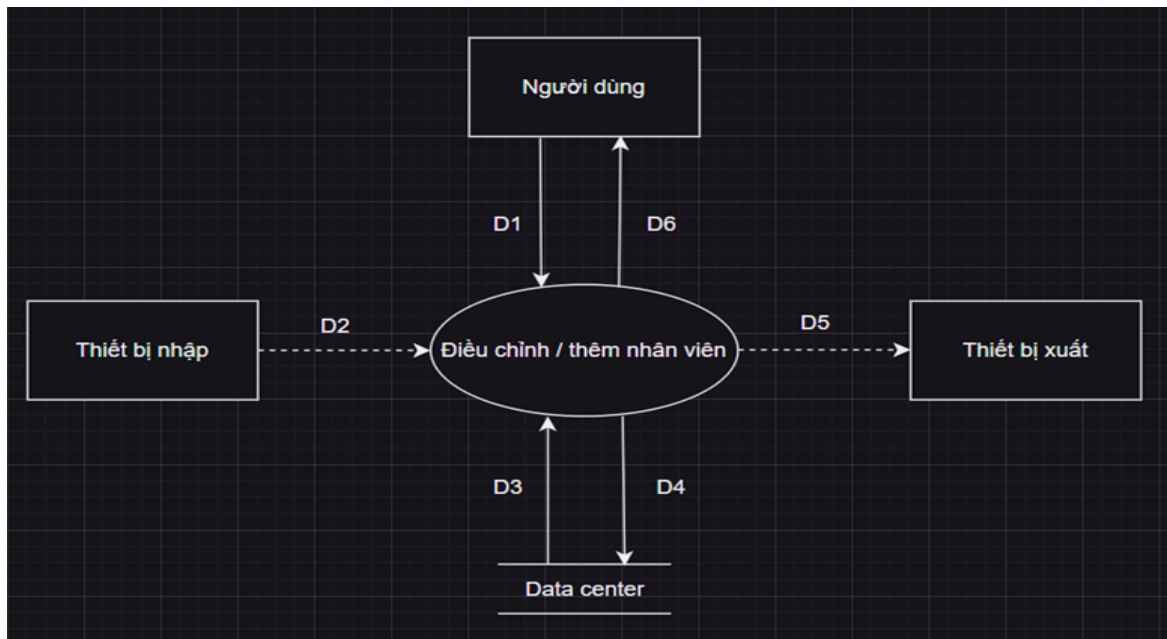 Người dùng
D1
D6
Thiết bị nhập
D2
Điều chỉnh / thêm nhân viên
D5
Thiết bị xuất
D3
D4
Data center